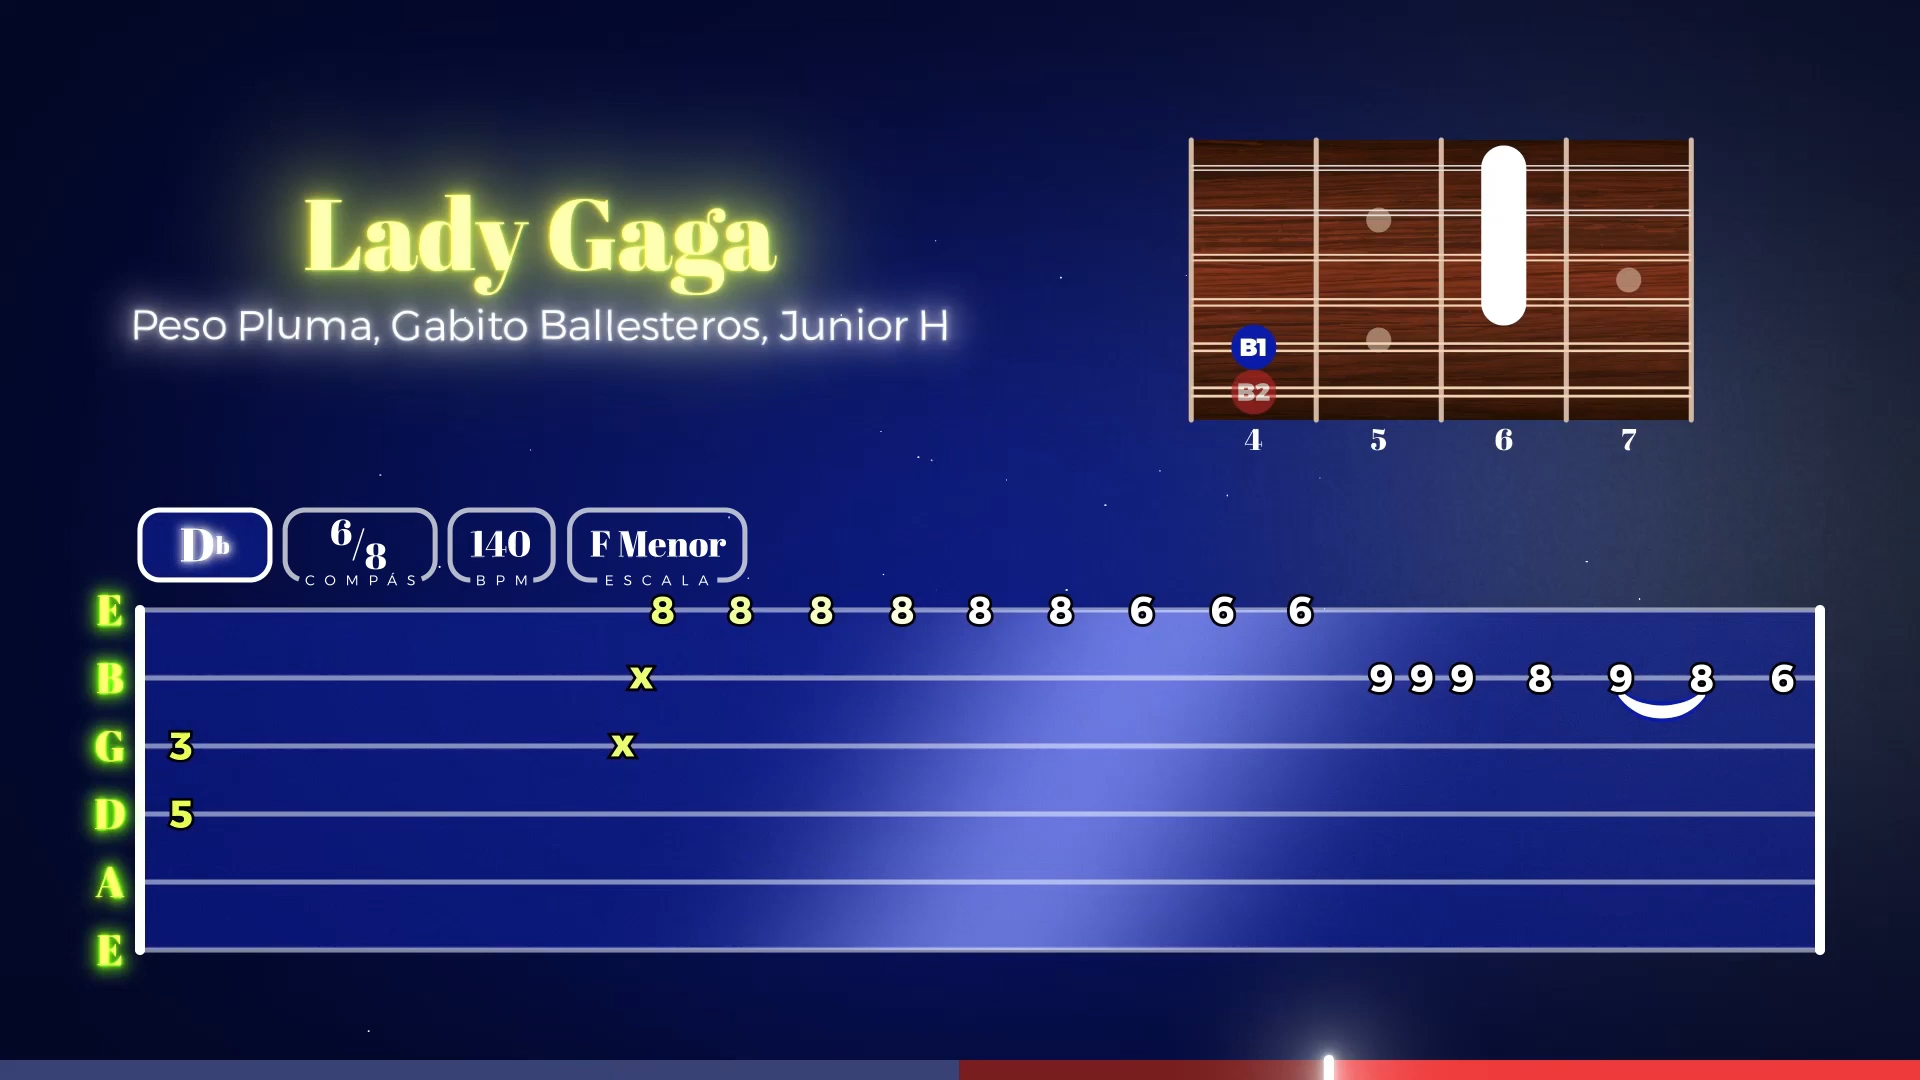 Lady Gaga
Peso Pluma, Gabito Ballesteros, Junior H
B1
B2
4 5 6 7
Db 6/8 140 F Menor
COMPÁS BPM ESCALA
E 8 8 8 8 8 8 6 6 6
B x 9 9 9 8 9 8 6
G 3 x
D 5
A
E